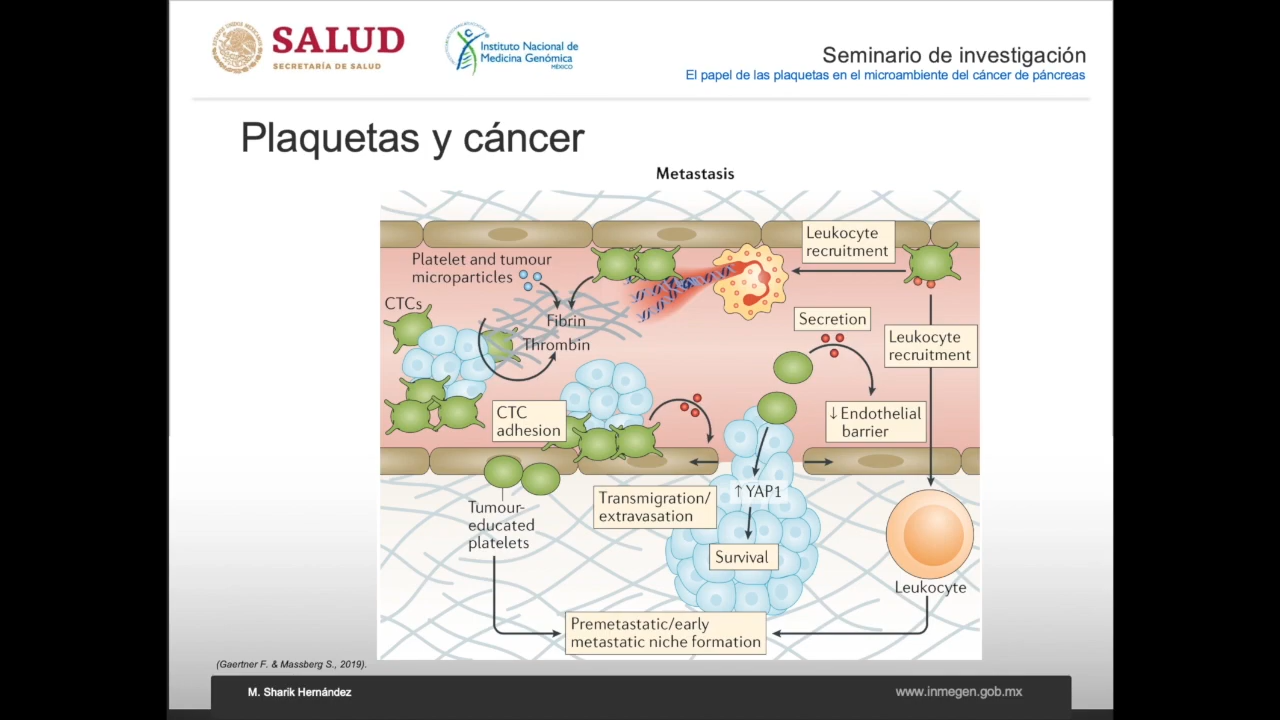 SALUD
SECRETARÍA DE SALUD
Instituto Nacional de
Medicina Genómica
MÉXICO
Seminario de investigación
El papel de las plaquetas en el microambiente del cáncer de páncreas
Plaquetas y cáncer
Metastasis
Leukocyte
recruitment
Platelet and tumour
microparticles
CTCs
Fibrin
Thrombin
Secretion
Leukocyte
recruitment
CTC
adhesion
↓ Endothelial
barrier
Transmigration/
extravasation
↑ YAP1
Tumour-
educated
platelets
Survival
Leukocyte
Premetastatic/early
metastatic niche formation
(Gaertner F. & Massberg S., 2019).
M. Sharik Hernández
www.inmegen.gob.mx